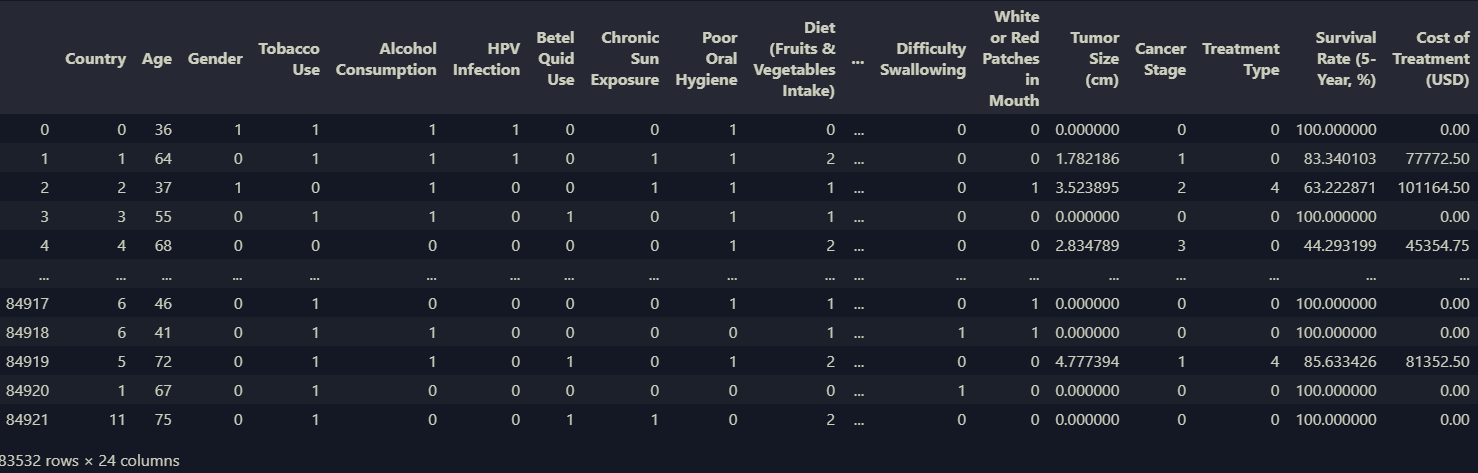 Country Age Gender Tobacco Use Alcohol Consumption HPV Infection Betel Quid Use Chronic Sun Exposure Poor Oral Hygiene Diet (Fruits & Vegetables Intake) ... Difficulty Swallowing White or Red Patches in Mouth Tumor Size (cm) Cancer Stage Treatment Type Survival Rate (5-Year, %) Cost of Treatment (USD)
0 0 36 1 1 1 1 0 0 1 0 ... 0 0 0.000000 0 0 100.000000 0.00
1 1 64 0 1 1 1 0 1 1 2 ... 0 0 1.782186 1 0 83.340103 77772.50
2 2 37 1 0 1 0 0 1 1 1 ... 0 1 3.523895 2 4 63.222871 101164.50
3 3 55 0 1 1 0 1 0 1 1 ... 0 0 0.000000 0 0 100.000000 0.00
4 4 68 0 0 0 0 0 0 1 2 ... 0 0 2.834789 3 0 44.293199 45354.75
... ... ... ... ... ... ... ... ... ... ... ... ... ... ... ... ... ... ...
84917 6 46 0 1 0 0 0 0 1 1 ... 0 1 0.000000 0 0 100.000000 0.00
84918 6 41 0 1 1 0 0 0 0 1 ... 1 1 0.000000 0 0 100.000000 0.00
84919 5 72 0 1 1 0 1 0 1 2 ... 0 0 4.777394 1 4 85.633426 81352.50
84920 1 67 0 1 0 0 0 0 0 0 ... 1 0 0.000000 0 0 100.000000 0.00
84921 11 75 0 1 0 0 1 1 0 2 ... 0 0 0.000000 0 0 100.000000 0.00
83532 rows × 24 columns